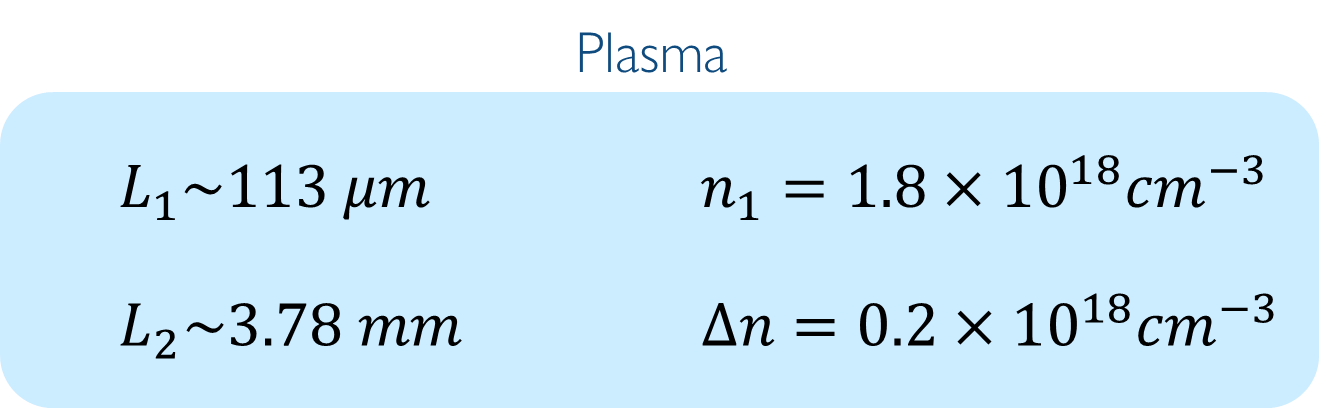 Plasma
L₁~113 μm
n₁ = 1.8 × 10¹⁸cm⁻³
L₂~3.78 mm
Δn = 0.2 × 10¹⁸cm⁻³